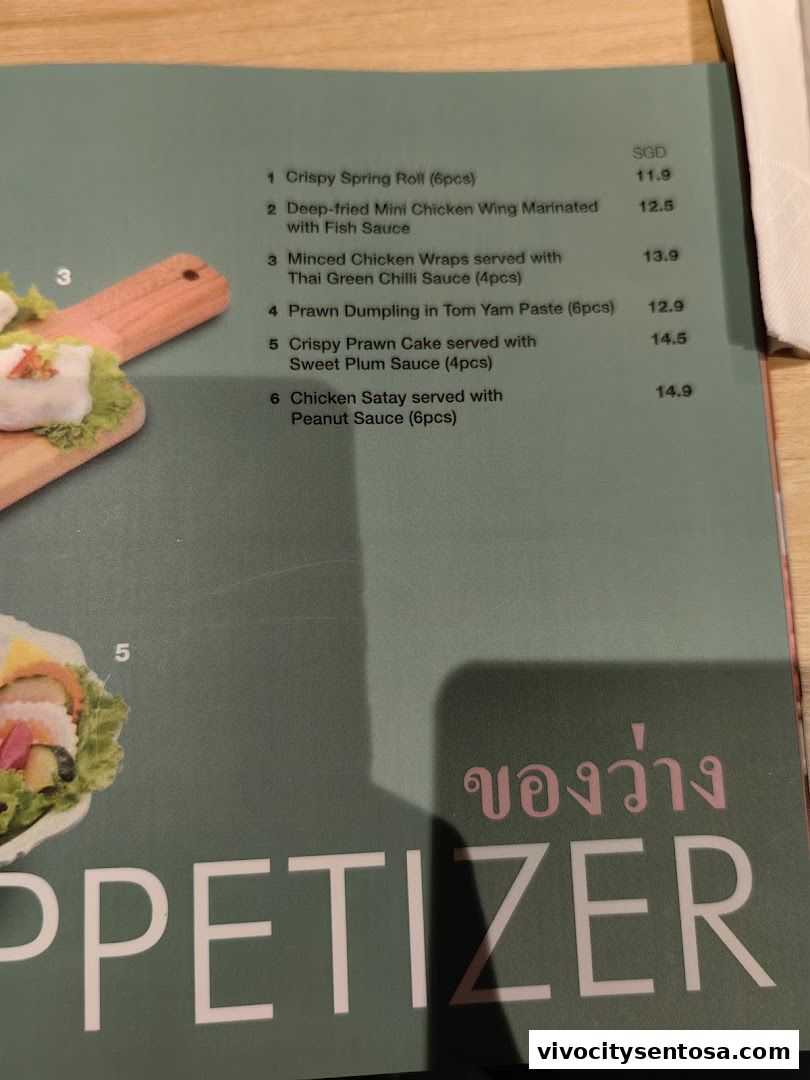 SGD
1 Crispy Spring Roll (6pcs) 11.9
2 Deep-fried Mini Chicken Wing Marinated 12.5
with Fish Sauce
3 Minced Chicken Wraps served with 13.9
Thai Green Chilli Sauce (4pcs)
4 Prawn Dumpling in Tom Yam Paste (6pcs) 12.9
5 Crispy Prawn Cake served with 14.5
Sweet Plum Sauce (4pcs)
6 Chicken Satay served with 14.9
Peanut Sauce (6pcs)
3
5
ของว่าง
PPETIZER
vivocitysentosa.com